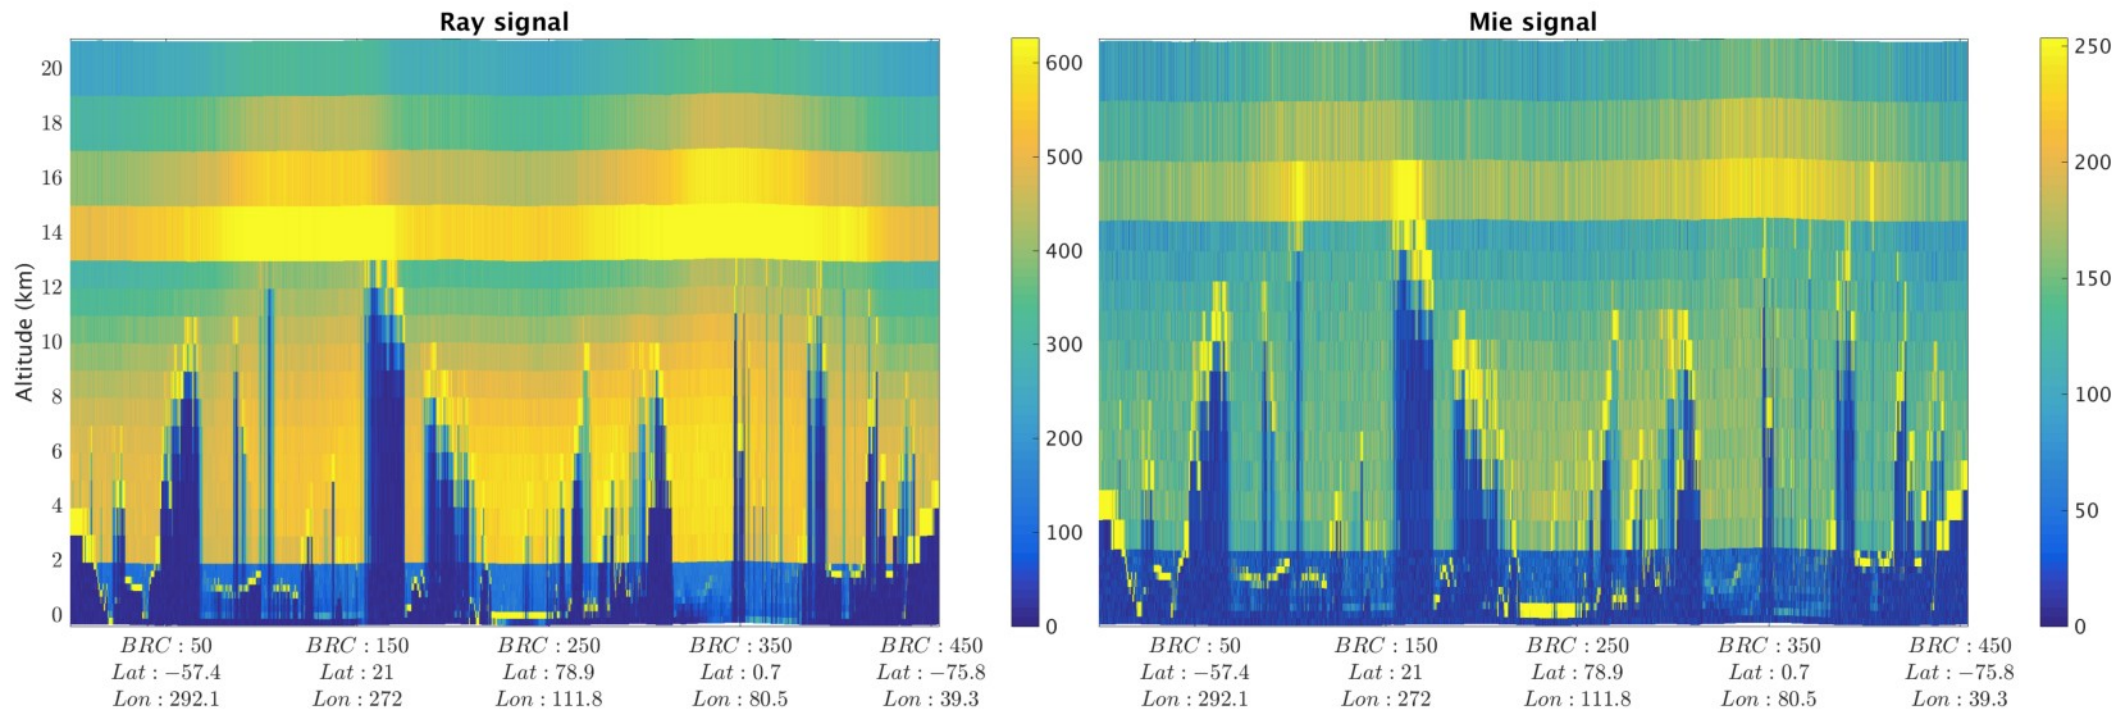 Ray signal
Mie signal
Altitude (km)
20
18
16
14
12
10
8
6
4
2
0
600
500
400
300
200
100
0
250
200
150
100
50
0
BRC : 50
Lat : −57.4
Lon : 292.1
BRC : 150
Lat : 21
Lon : 272
BRC : 250
Lat : 78.9
Lon : 111.8
BRC : 350
Lat : 0.7
Lon : 80.5
BRC : 450
Lat : −75.8
Lon : 39.3
BRC : 50
Lat : −57.4
Lon : 292.1
BRC : 150
Lat : 21
Lon : 272
BRC : 250
Lat : 78.9
Lon : 111.8
BRC : 350
Lat : 0.7
Lon : 80.5
BRC : 450
Lat : −75.8
Lon : 39.3